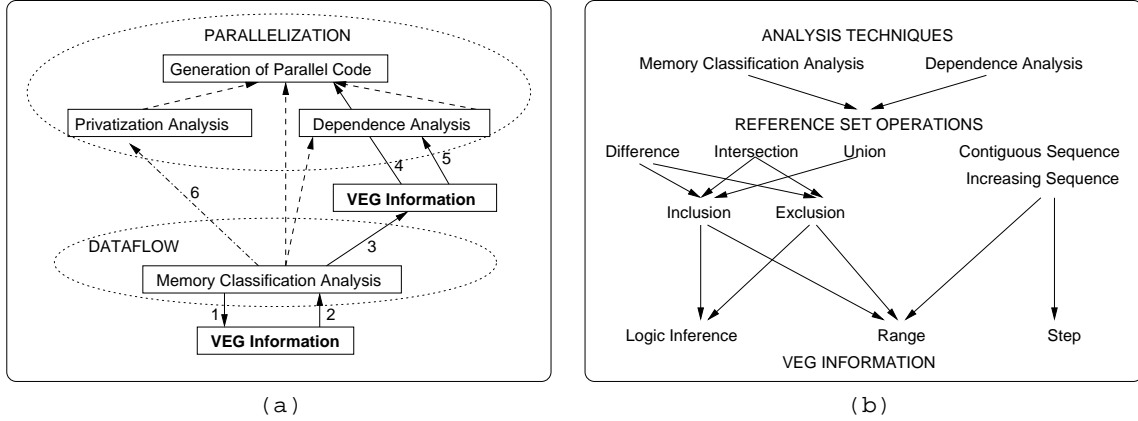 PARALLELIZATION
Generation of Parallel Code
Privatization Analysis
Dependence Analysis
4
5
6
VEG Information
DATAFLOW
3
Memory Classification Analysis
1
2
VEG Information
(a)
ANALYSIS TECHNIQUES
Memory Classification Analysis
Dependence Analysis
REFERENCE SET OPERATIONS
Difference
Intersection
Union
Contiguous Sequence
Increasing Sequence
Inclusion
Exclusion
Logic Inference
Range
Step
VEG INFORMATION
(b)